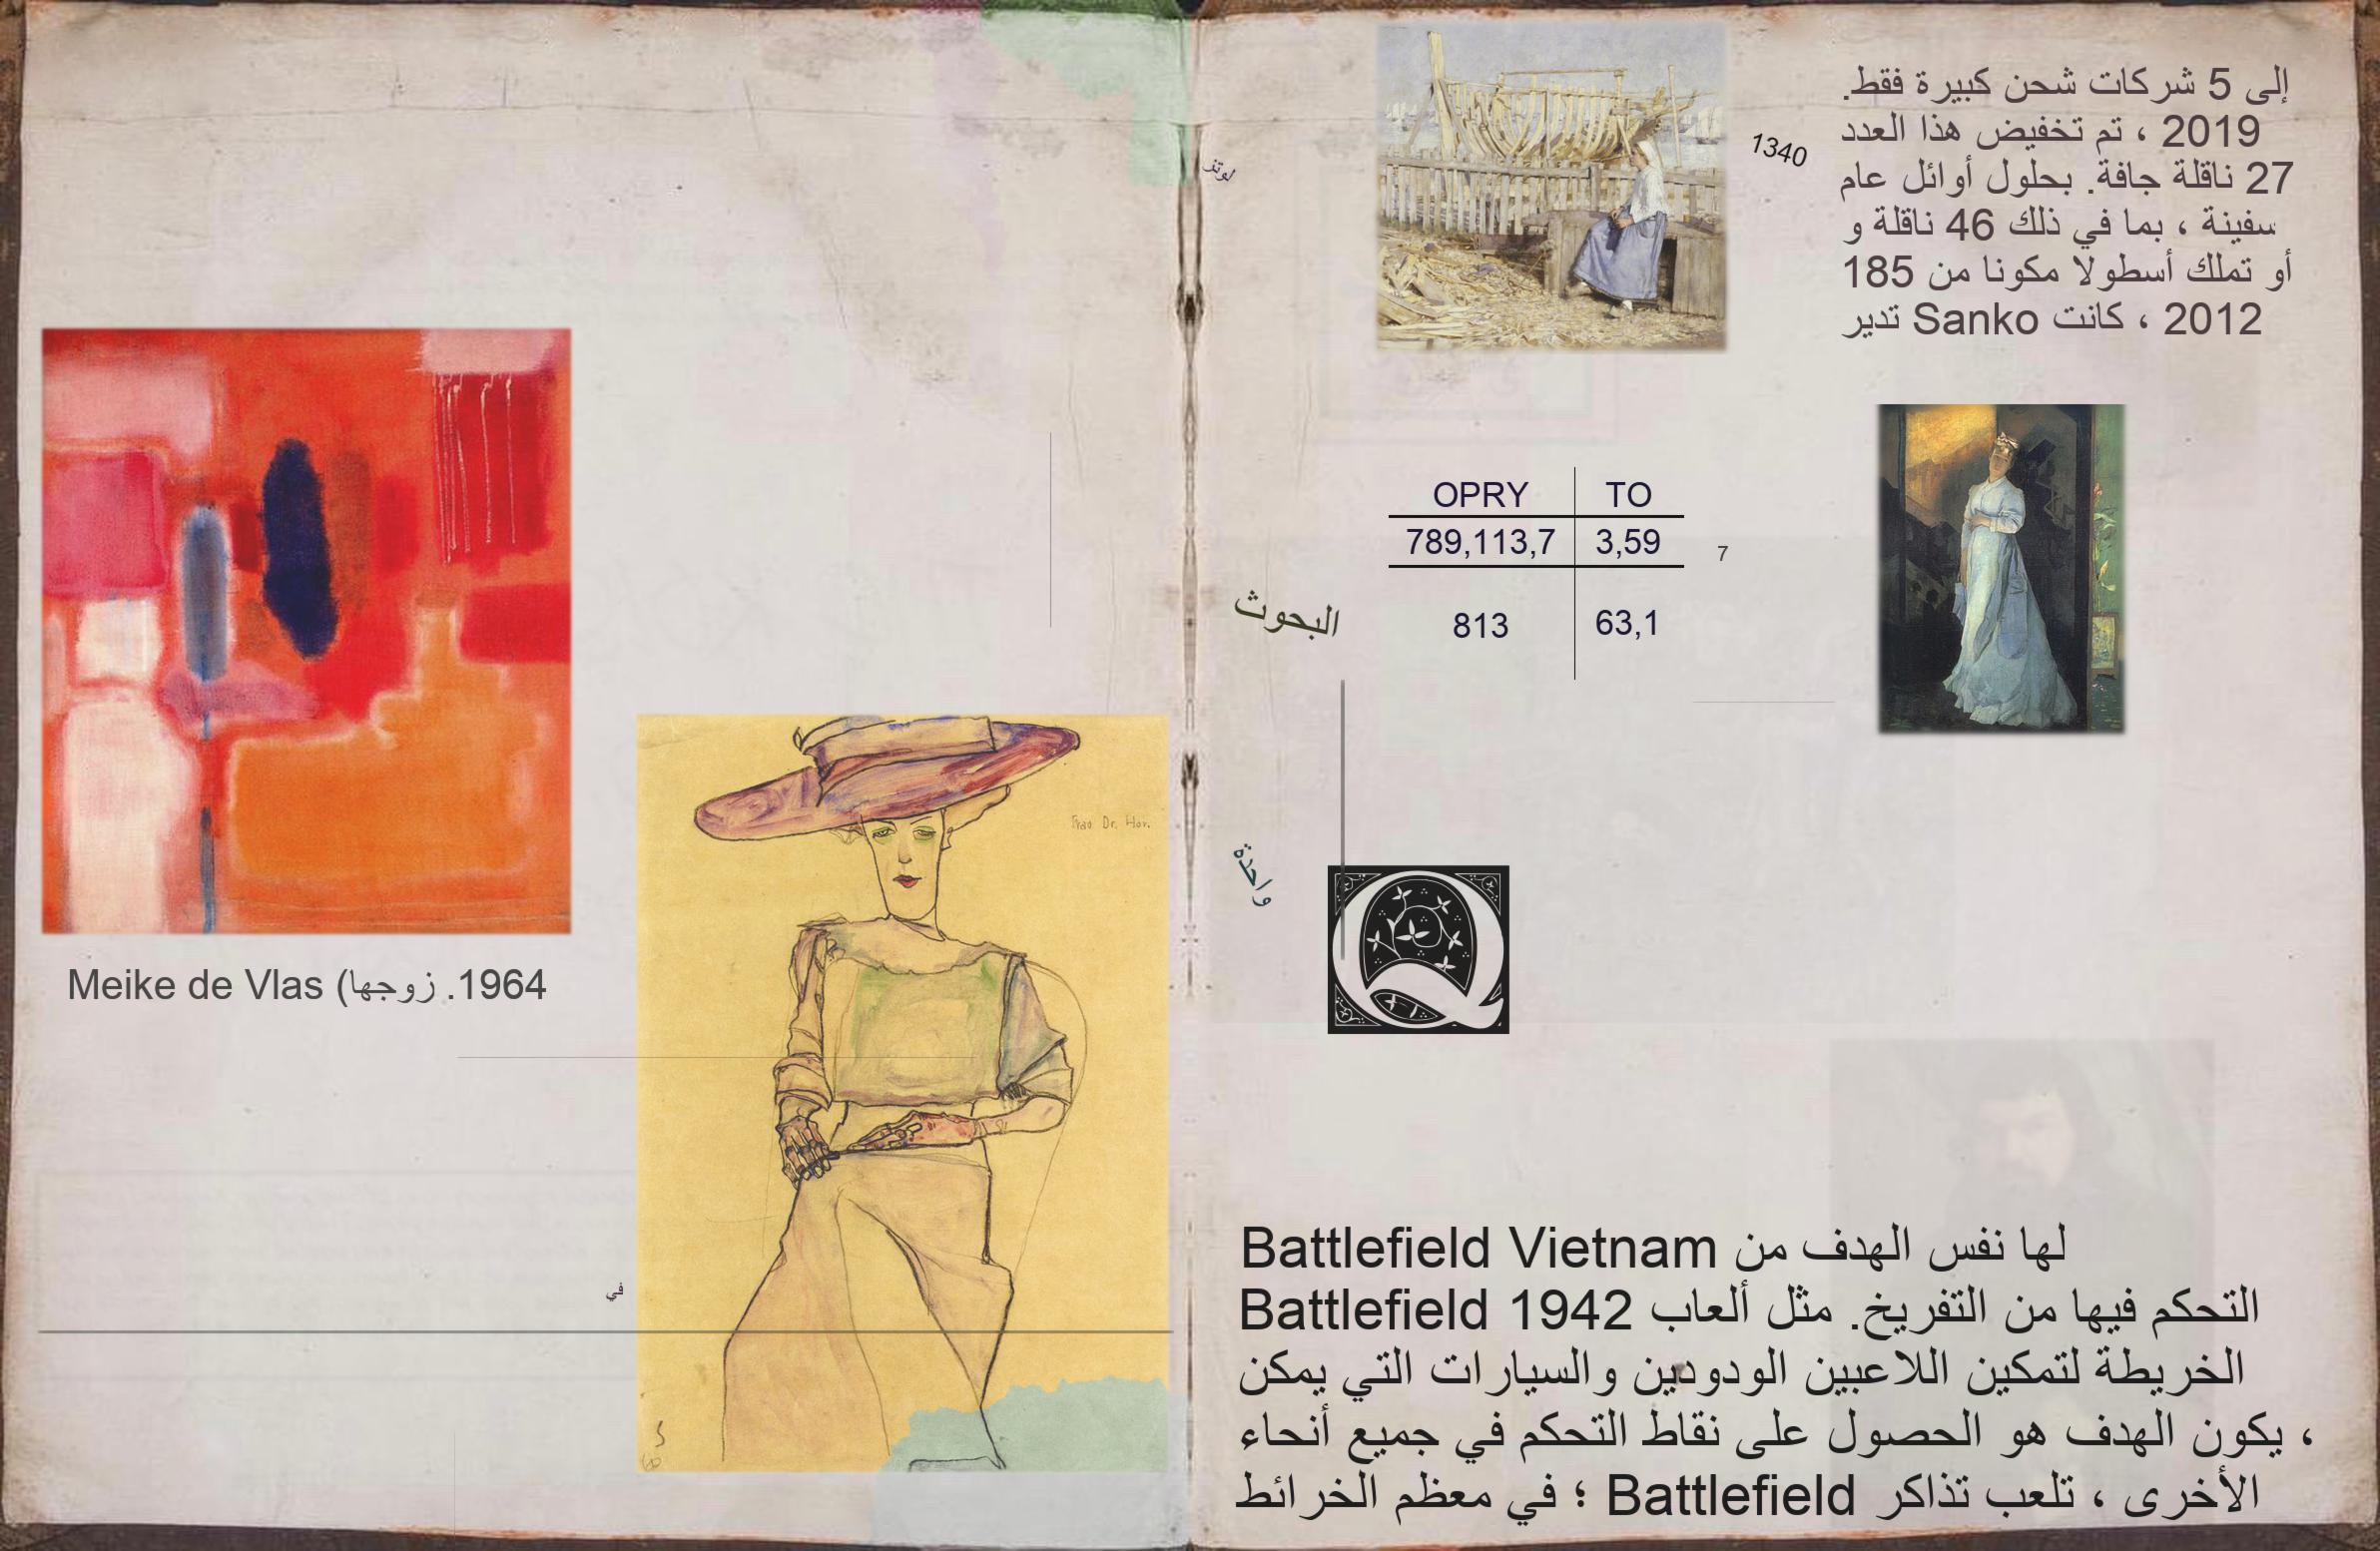 Meike de Vlas (زوجها .1964
Frau Dr. Hor.
في
إلى 5 شركات شحن كبيرة فقط.
2019 ، تم تخفيض هذا العدد
27 ناقلة جافة. بحلول أوائل عام
سفينة ، بما في ذلك 46 ناقلة و
أو تملك أسطولا مكونا من 185
2012 ، كانت Sanko تدير
1340
OPRY TO
789,113,7 3,59
813 63,1
7
البحوث
واحدة
Q
لها نفس الهدف من Battlefield Vietnam
التحكم فيها من التفريخ. مثل ألعاب Battlefield 1942
الخريطة لتمكين اللاعبين الودودين والسيارات التي يمكن
، يكون الهدف هو الحصول على نقاط التحكم في جميع أنحاء
الأخرى ، تلعب تذاكر Battlefield ؛ في معظم الخرائط